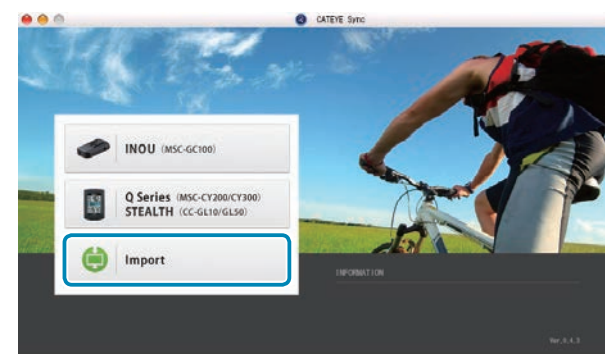 CATEYE Sync
INOU (MSC-GC100)
Q Series (MSC-CY200/CY300)
STEALTH (CC-GL10/GL50)
Import
INFORMATION